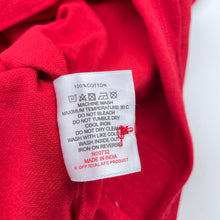 100%COTTON
MACHINE WASH
MAXIMUM TEMPERATURE 30 C
DO NOT BLEACH
DO NOT TUMBLE DRY
COOL IRON
DO NOT DRY CLEAN
WASH WITH LIKE COLOURS
WASH INSIDE
IRON ON REVERSE
MADE IN INDIA
© OFFICIAL AFC PRODUCT